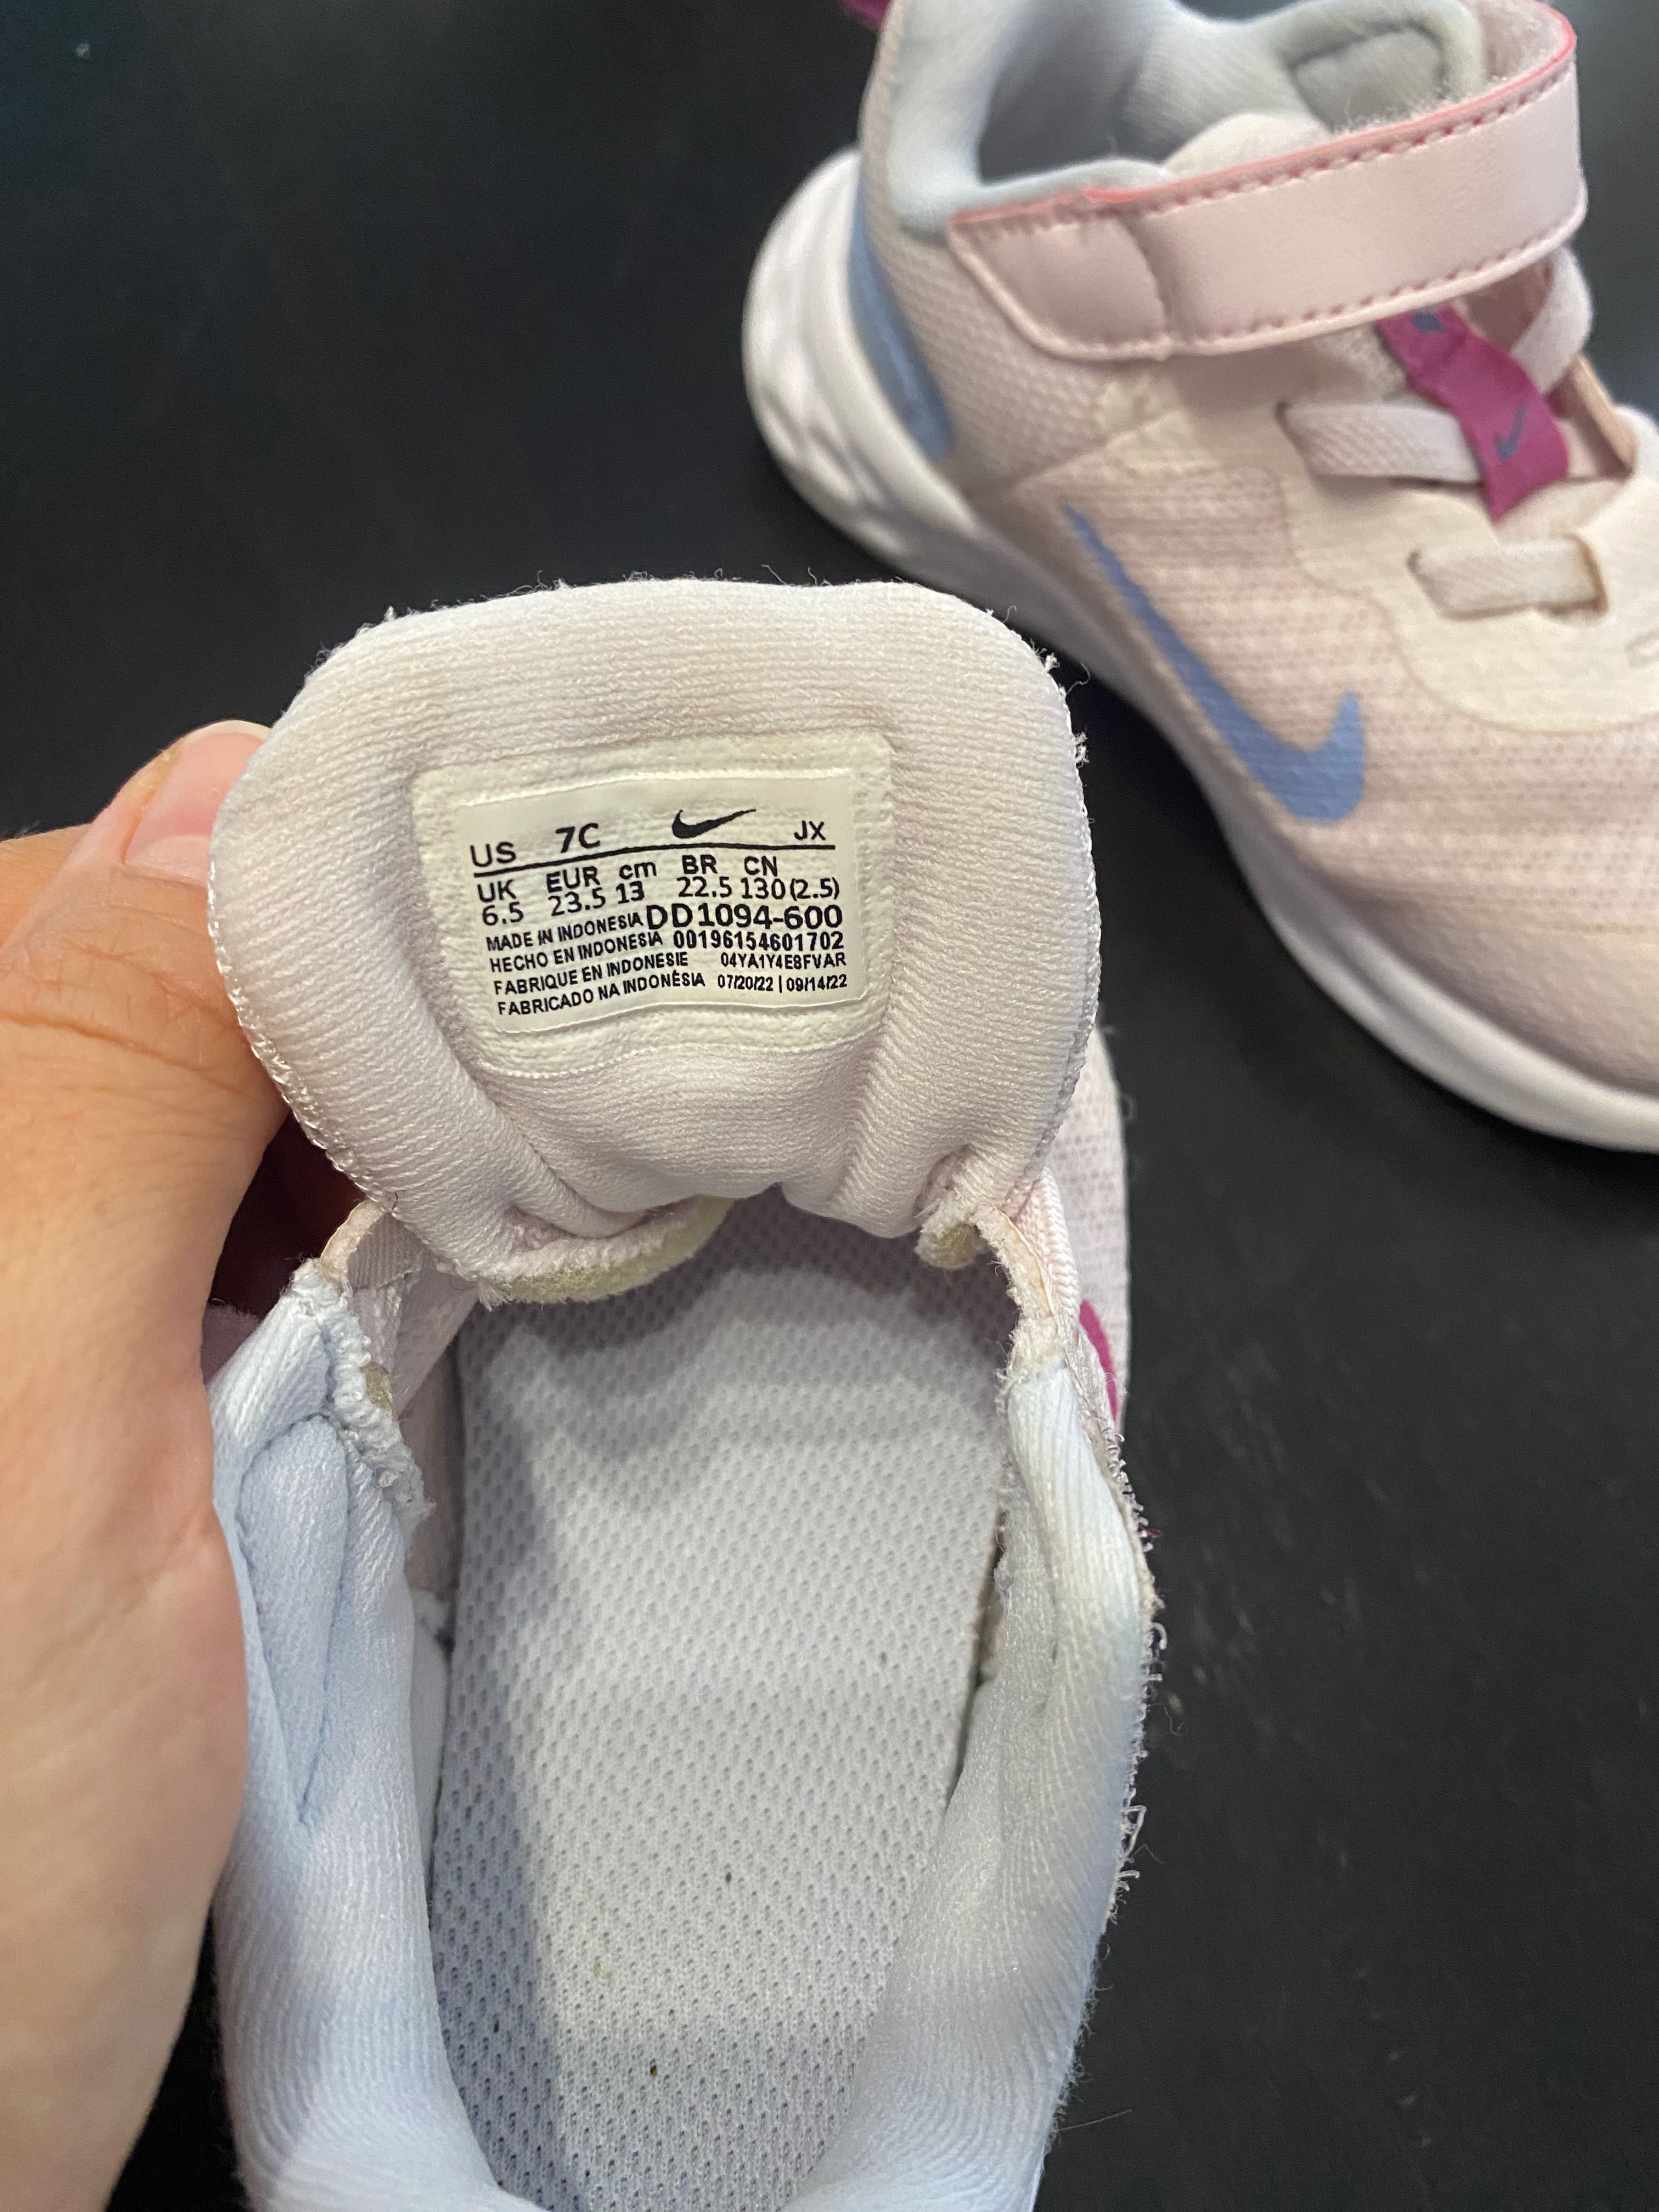 US 7C JX
UK EUR cm BR CN
6.5 23.5 13 22.5 130(2.5)
MADE IN INDONESIA DD1094-600
HECHO EN INDONESIA 00196154601702
FABRIQUE EN INDONESIE 04YA1Y4E8FVAR
FABRICADO NA INDONÉSIA 07/20/22 | 09/14/22